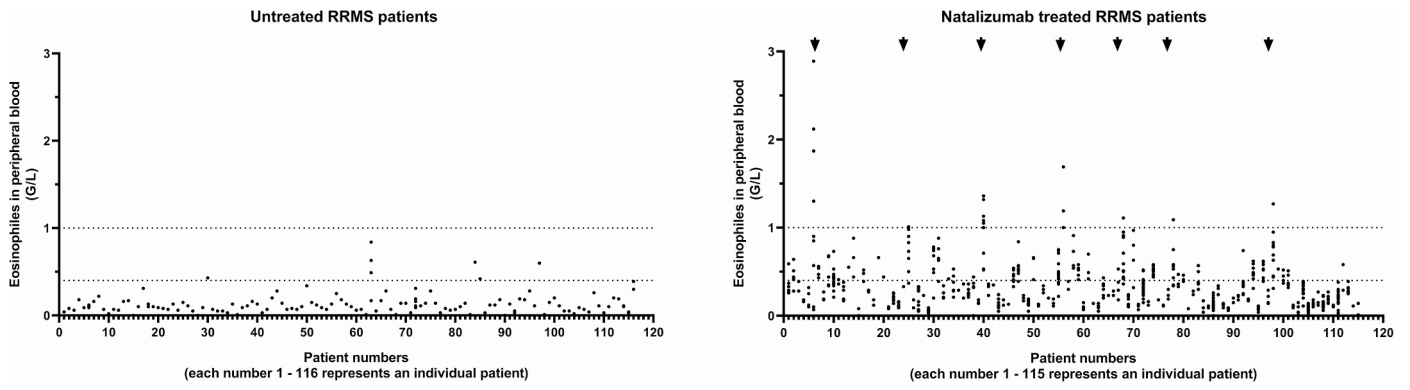 Untreated RRMS patients
Eosinophiles in peripheral blood
(G/L)
3
2
1
0
0 10 20 30 40 50 60 70 80 90 100 110 120
Patient numbers
(each number 1 - 116 represents an individual patient)
Natalizumab treated RRMS patients
Eosinophiles in peripheral blood
(G/L)
3
2
1
0
0 10 20 30 40 50 60 70 80 90 100 110 120
Patient numbers
(each number 1 - 115 represents an individual patient)